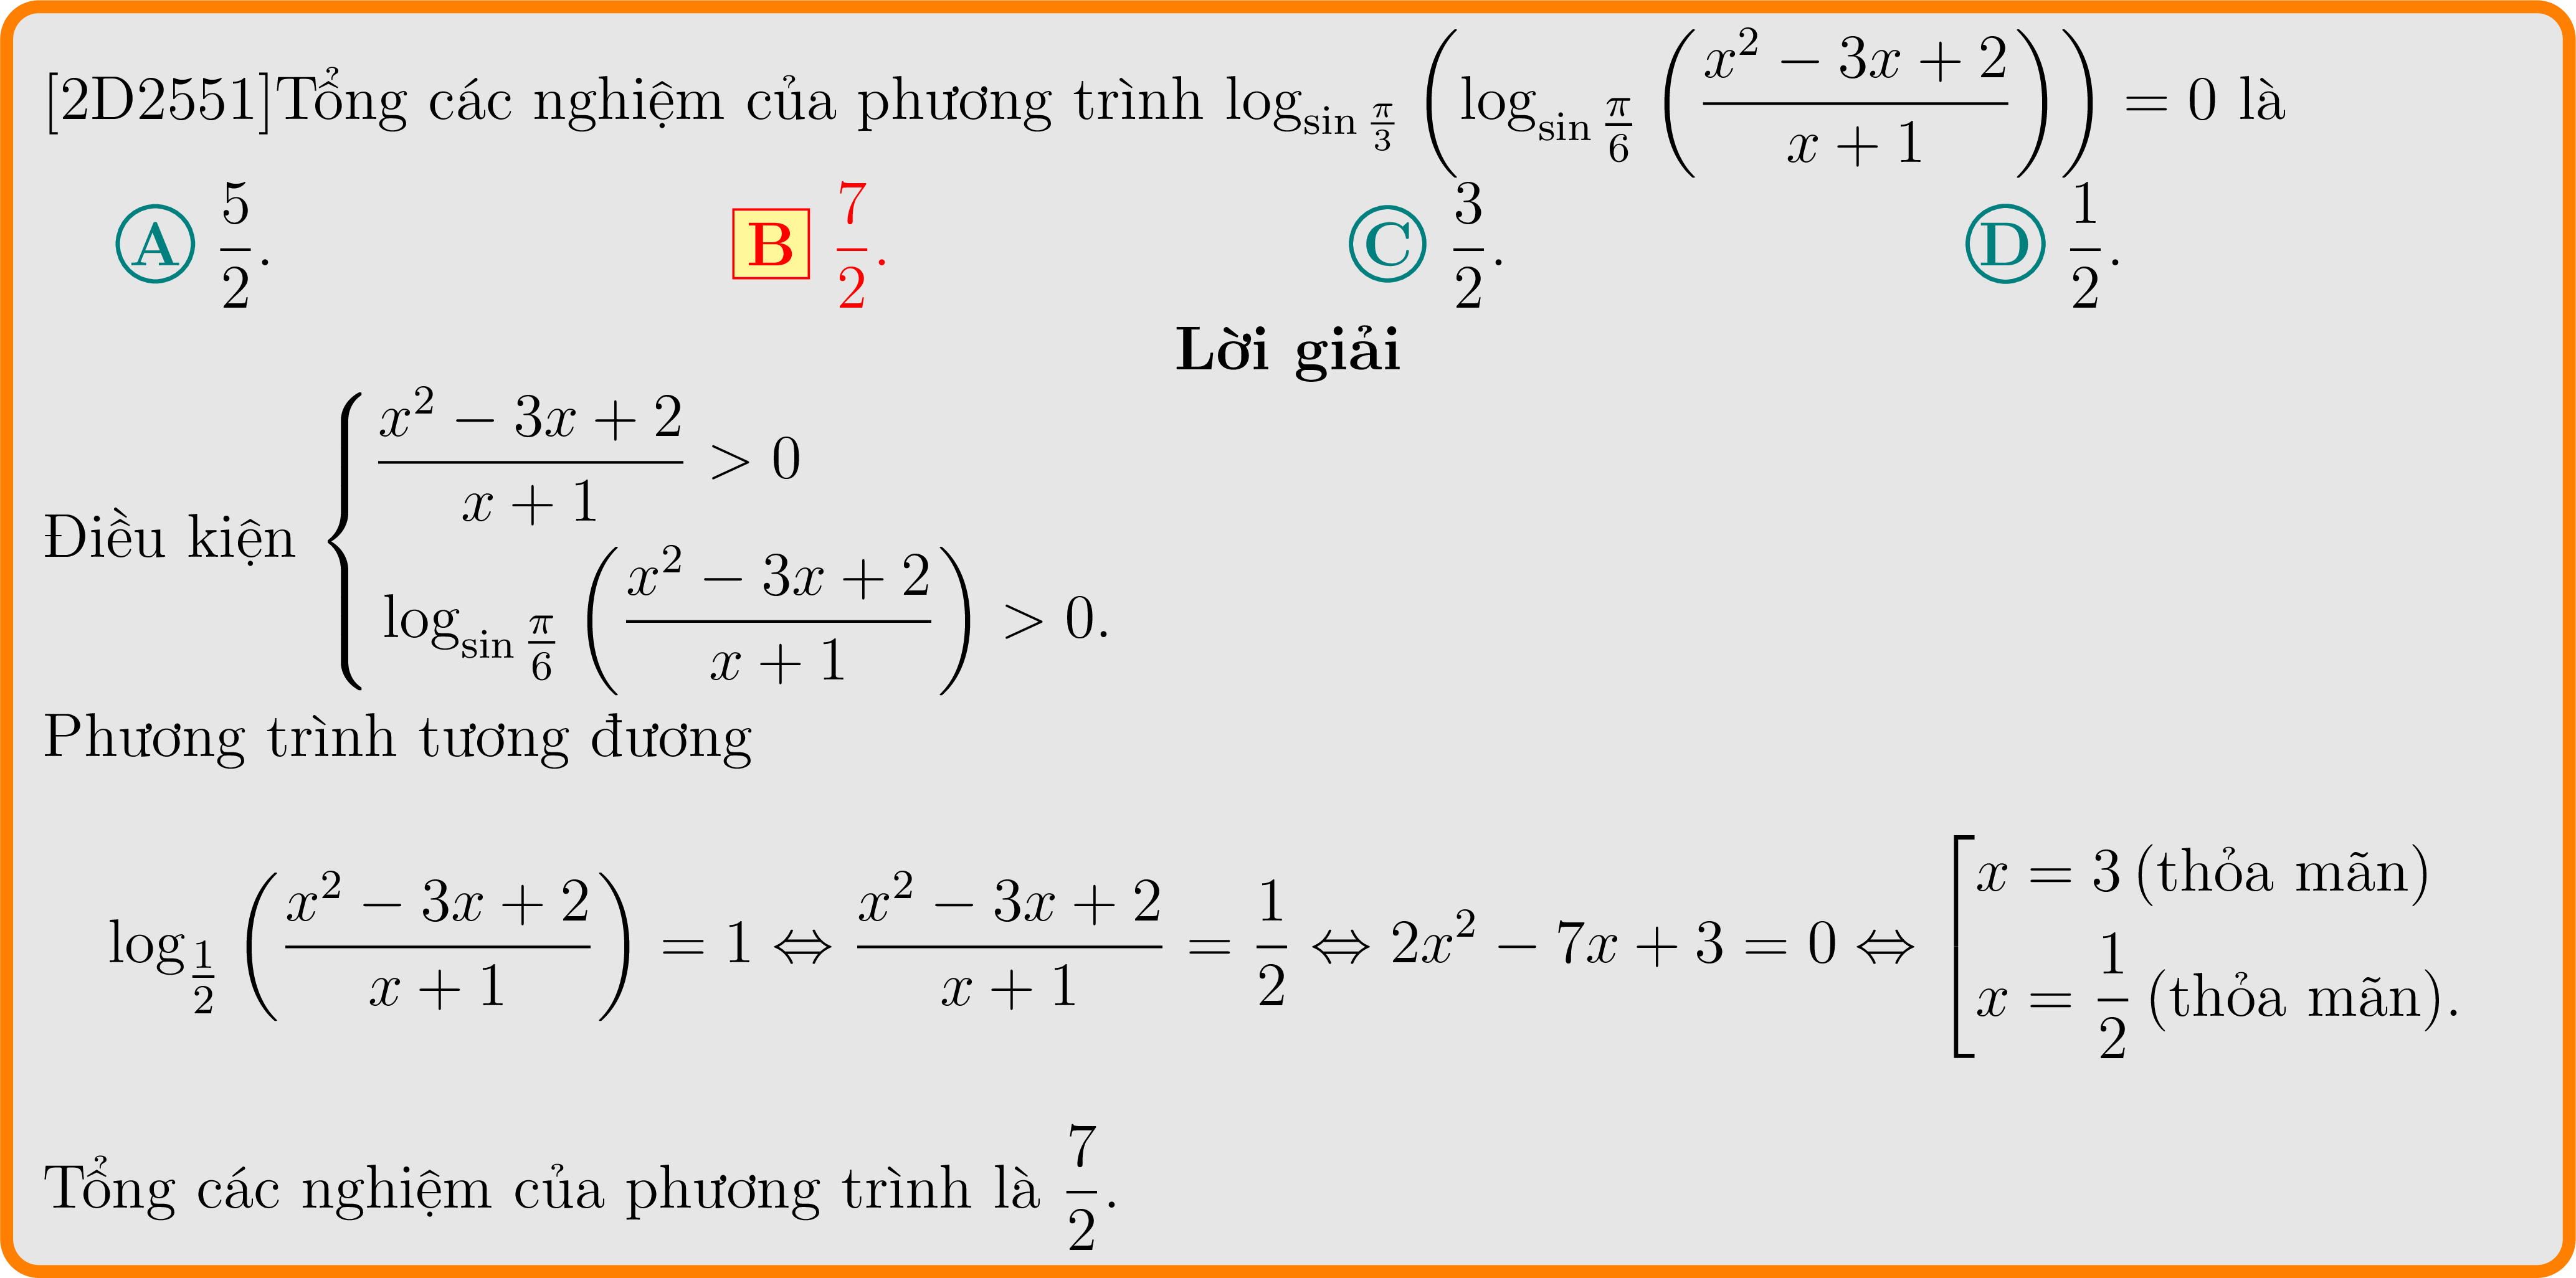 [2D2551]Tổng các nghiệm của phương trình $\log_{\sin \frac{\pi}{3}} \left( \log_{\sin \frac{\pi}{6}} \left( \frac{x^2 - 3x + 2}{x + 1} \right) \right) = 0$ là
A $\frac{5}{2}$. B $\frac{7}{2}$. C $\frac{3}{2}$. D $\frac{1}{2}$.
Lời giải
Điều kiện $\begin{cases} \frac{x^2 - 3x + 2}{x + 1} > 0 \\ \log_{\sin \frac{\pi}{6}} \left( \frac{x^2 - 3x + 2}{x + 1} \right) > 0. \end{cases}$
Phương trình tương đương
$\log_{\frac{1}{2}} \left( \frac{x^2 - 3x + 2}{x + 1} \right) = 1 \Leftrightarrow \frac{x^2 - 3x + 2}{x + 1} = \frac{1}{2} \Leftrightarrow 2x^2 - 7x + 3 = 0 \Leftrightarrow \left[ \begin{array}{l} x = 3 \text{ (thỏa mãn)} \\ x = \frac{1}{2} \text{ (thỏa mãn)}. \end{array} \right.$
Tổng các nghiệm của phương trình là $\frac{7}{2}$.